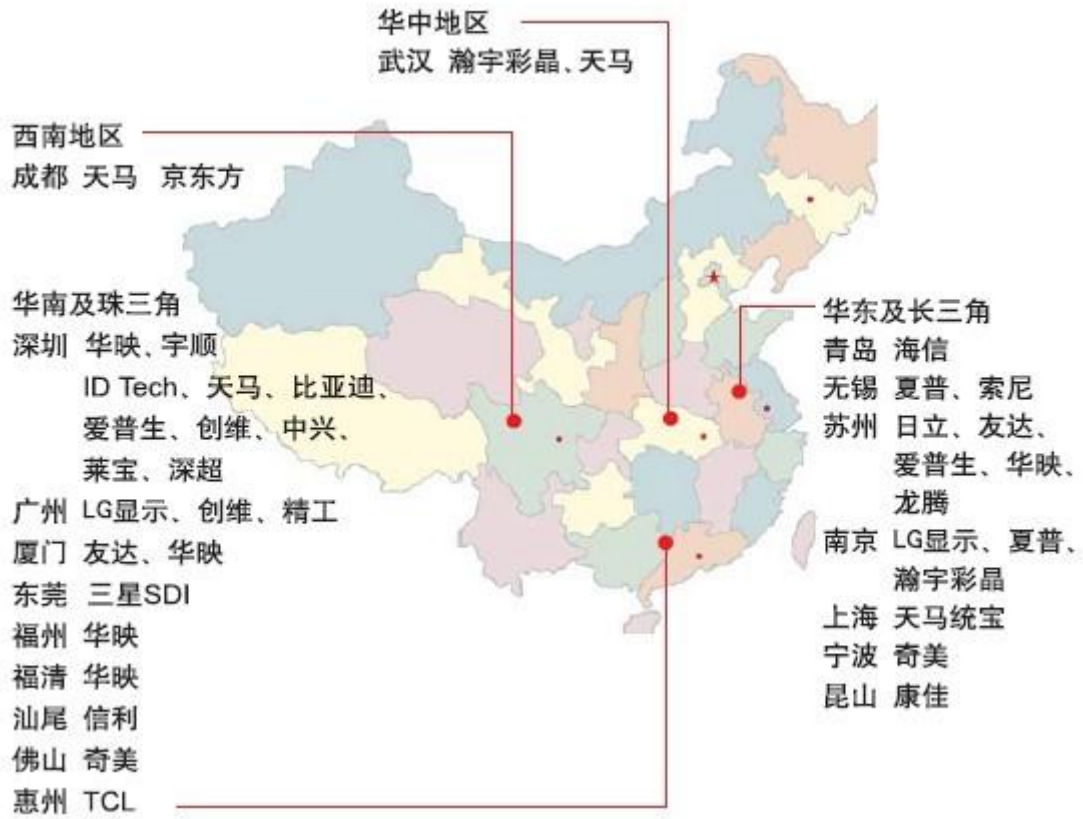 华中地区
武汉 瀚宇彩晶、天马
西南地区
成都 天马 京东方
华南及珠三角
深圳 华映、宇顺
ID Tech、天马、比亚迪、
爱普生、创维、中兴、
莱宝、深超
广州 LG显示、创维、精工
厦门 友达、华映
东莞 三星SDI
福州 华映
福清 华映
汕尾 信利
佛山 奇美
惠州 TCL
华东及长三角
青岛 海信
无锡 夏普、索尼
苏州 日立、友达、
爱普生、华映、
龙腾
南京 LG显示、夏普、
瀚宇彩晶
上海 天马统宝
宁波 奇美
昆山 康佳